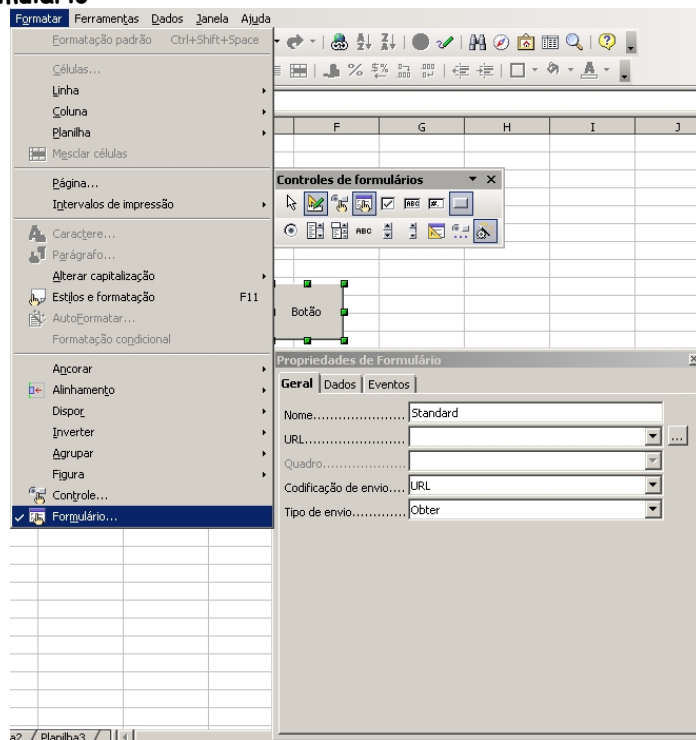 Formatar Ferramentas Dados Janela Ajuda
Formatação padrão Ctrl+Shift+Space
Células...
Linha
Coluna
Planilha
Mesclar células
Página...
Intervalos de impressão
Caractere...
Parágrafo...
Alterar capitalização
Estilos e formatação F11
AutoFormatar...
Formatação condicional
Ancorar
Alinhamento
Dispor
Inverter
Agrupar
Figura
Controle...
Formulário...
F G H I J
Controles de formulários
ABC
ABC
Botão
Propriedades de Formulário
Geral Dados Eventos
Nome...................... Standard
URL........................
Quadro....................
Codificação de envio.... URL
Tipo de envio............. Obter
Planilha3